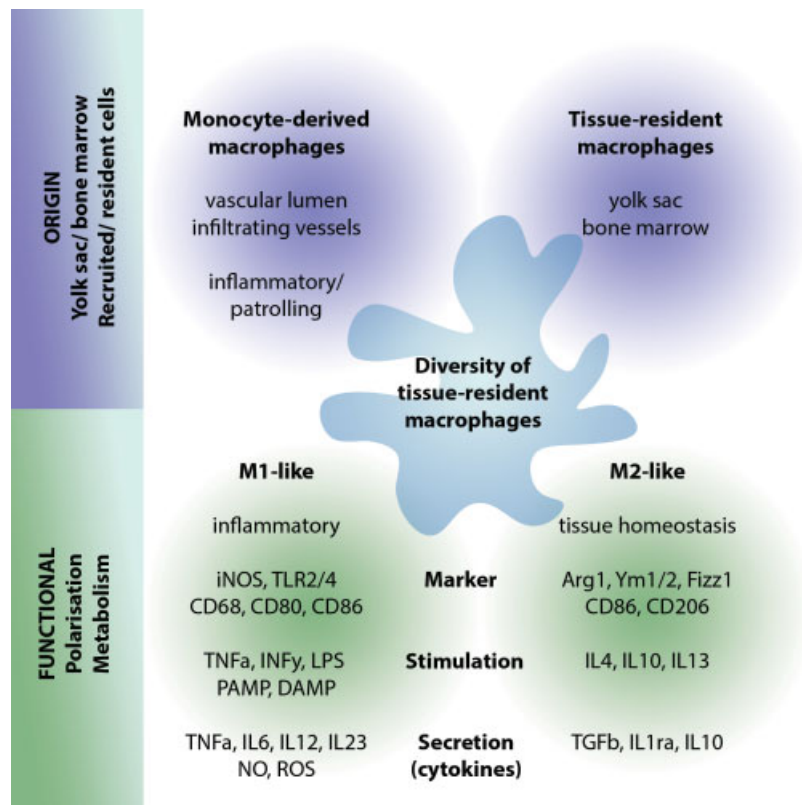 ORIGIN
Yolk sac/ bone marrow
Recruited/ resident cells
Monocyte-derived
macrophages
vascular lumen
infiltrating vessels
inflammatory/
patrolling
Tissue-resident
macrophages
yolk sac
bone marrow
Diversity of
tissue-resident
macrophages
FUNCTIONAL
Polarisation
Metabolism
M1-like
M2-like
inflammatory
tissue homeostasis
iNOS, TLR2/4
CD68, CD80, CD86
Marker
Arg1, Ym1/2, Fizz1
CD86, CD206
TNFa, INFy, LPS
PAMP, DAMP
Stimulation
IL4, IL10, IL13
TNFa, IL6, IL12, IL23
NO, ROS
Secretion
(cytokines)
TGFb, IL1ra, IL10